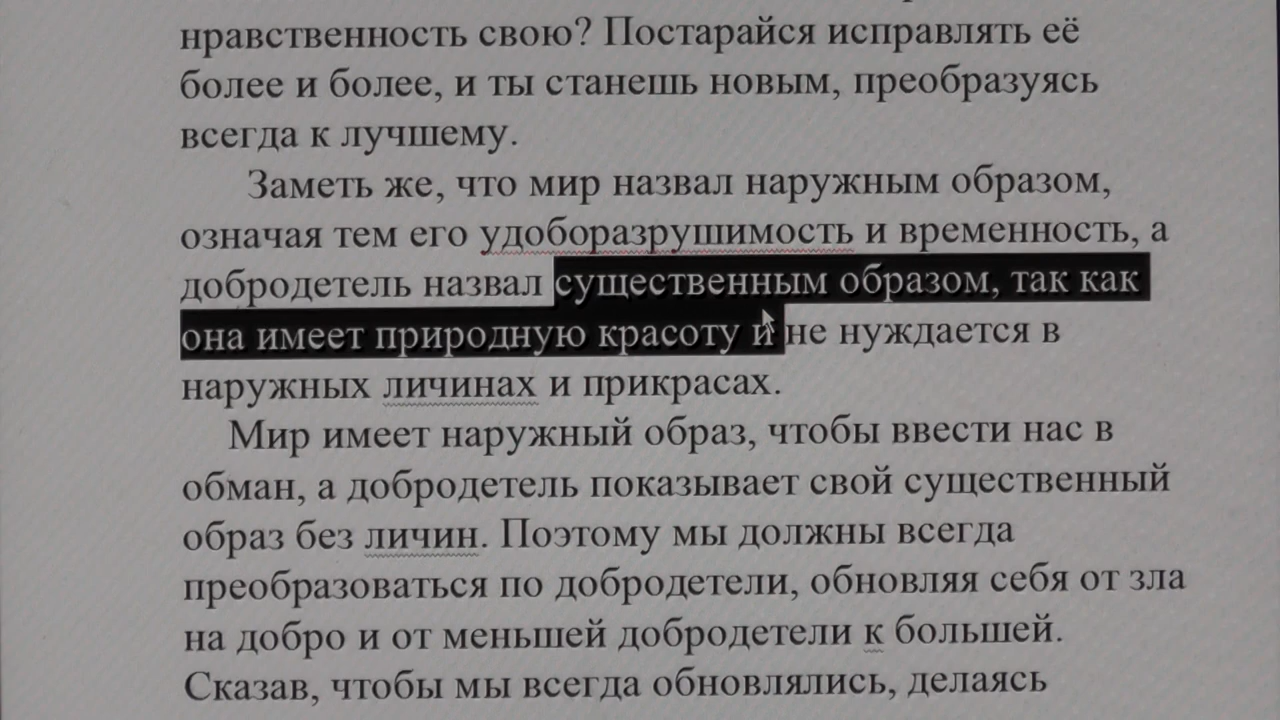 нравственность свою? Постарайся исправлять её
более и более, и ты станешь новым, преобразуясь
всегда к лучшему.
Заметь же, что мир назвал наружным образом,
означая тем его удоборазрушимость и временность, а
добродетель назвал существенным образом, так как
она имеет природную красоту и не нуждается в
наружных личинах и прикрасах.
Мир имеет наружный образ, чтобы ввести нас в
обман, а добродетель показывает свой существенный
образ без личин. Поэтому мы должны всегда
преобразоваться по добродетели, обновляя себя от зла
на добро и от меньшей добродетели к большей.
Сказав, чтобы мы всегда обновлялись, делаясь